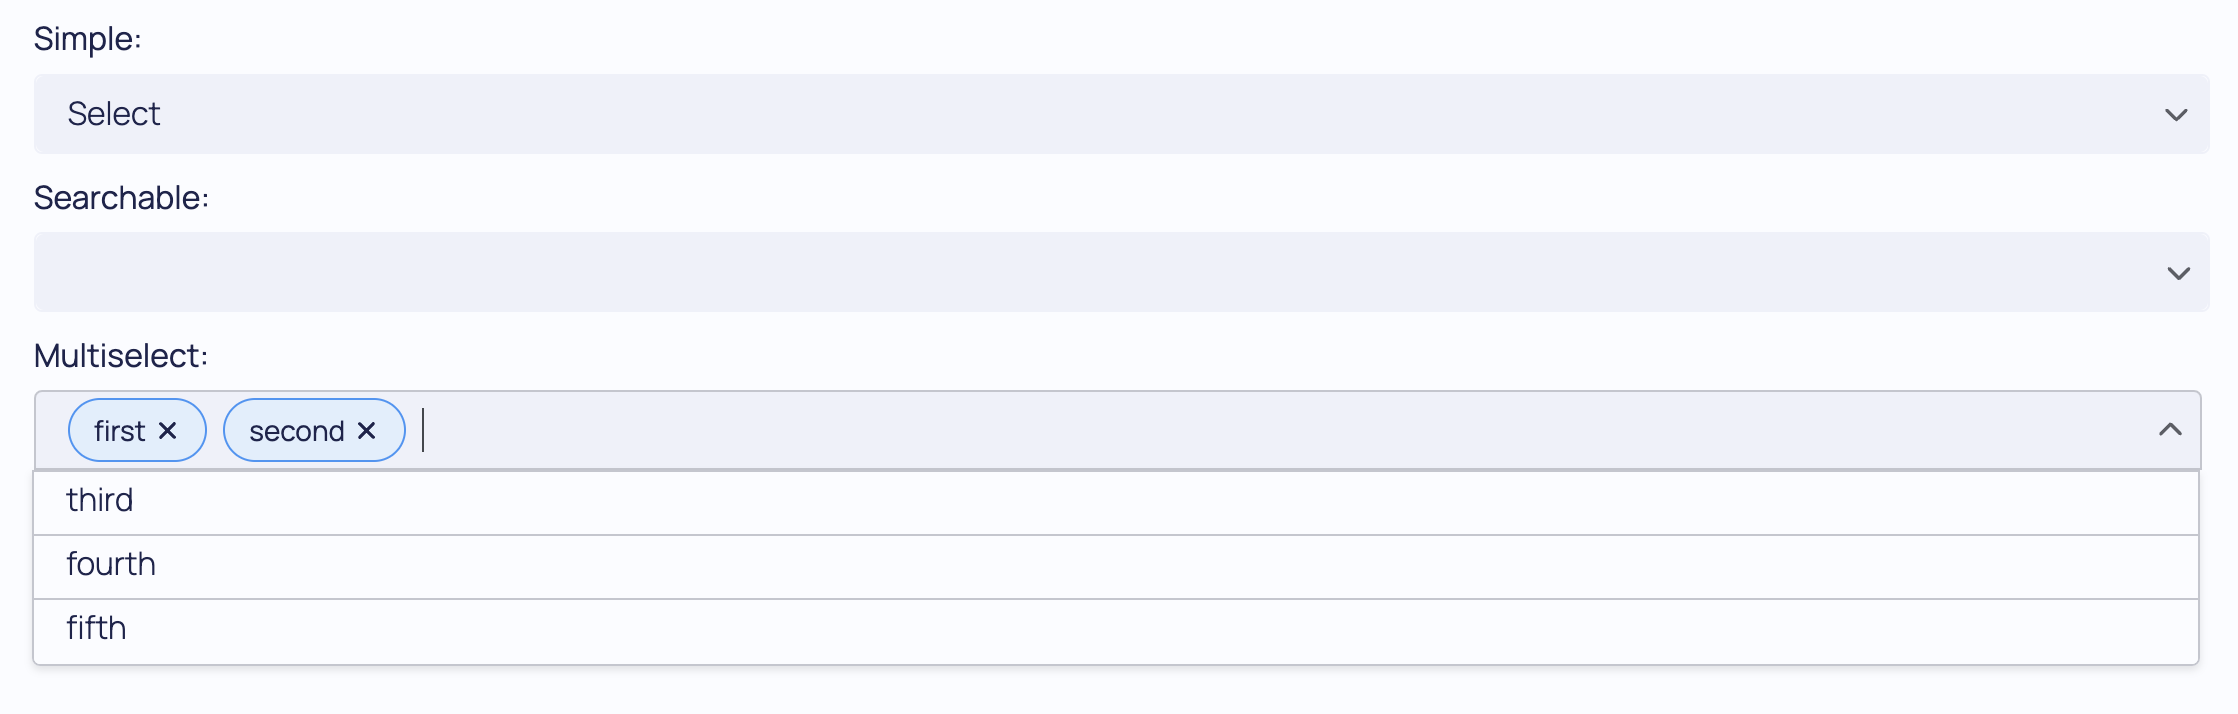 Simple:
Select
Searchable:
Multiselect:
first second
third
fourth
fifth